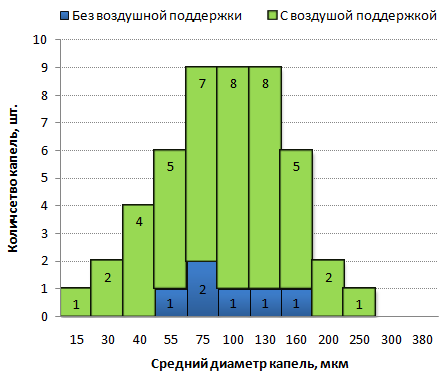 Без воздушной поддержки С воздушой поддержкой
10
9
8
7
6
5
4
3
2
1
0
Количсетво капель, шт.
1 2 4 5 7 8 8 5 2 1
1 2 1 1 1
15 30 40 55 75 100 130 160 200 250 300 380
Средний диаметр капель, мкм